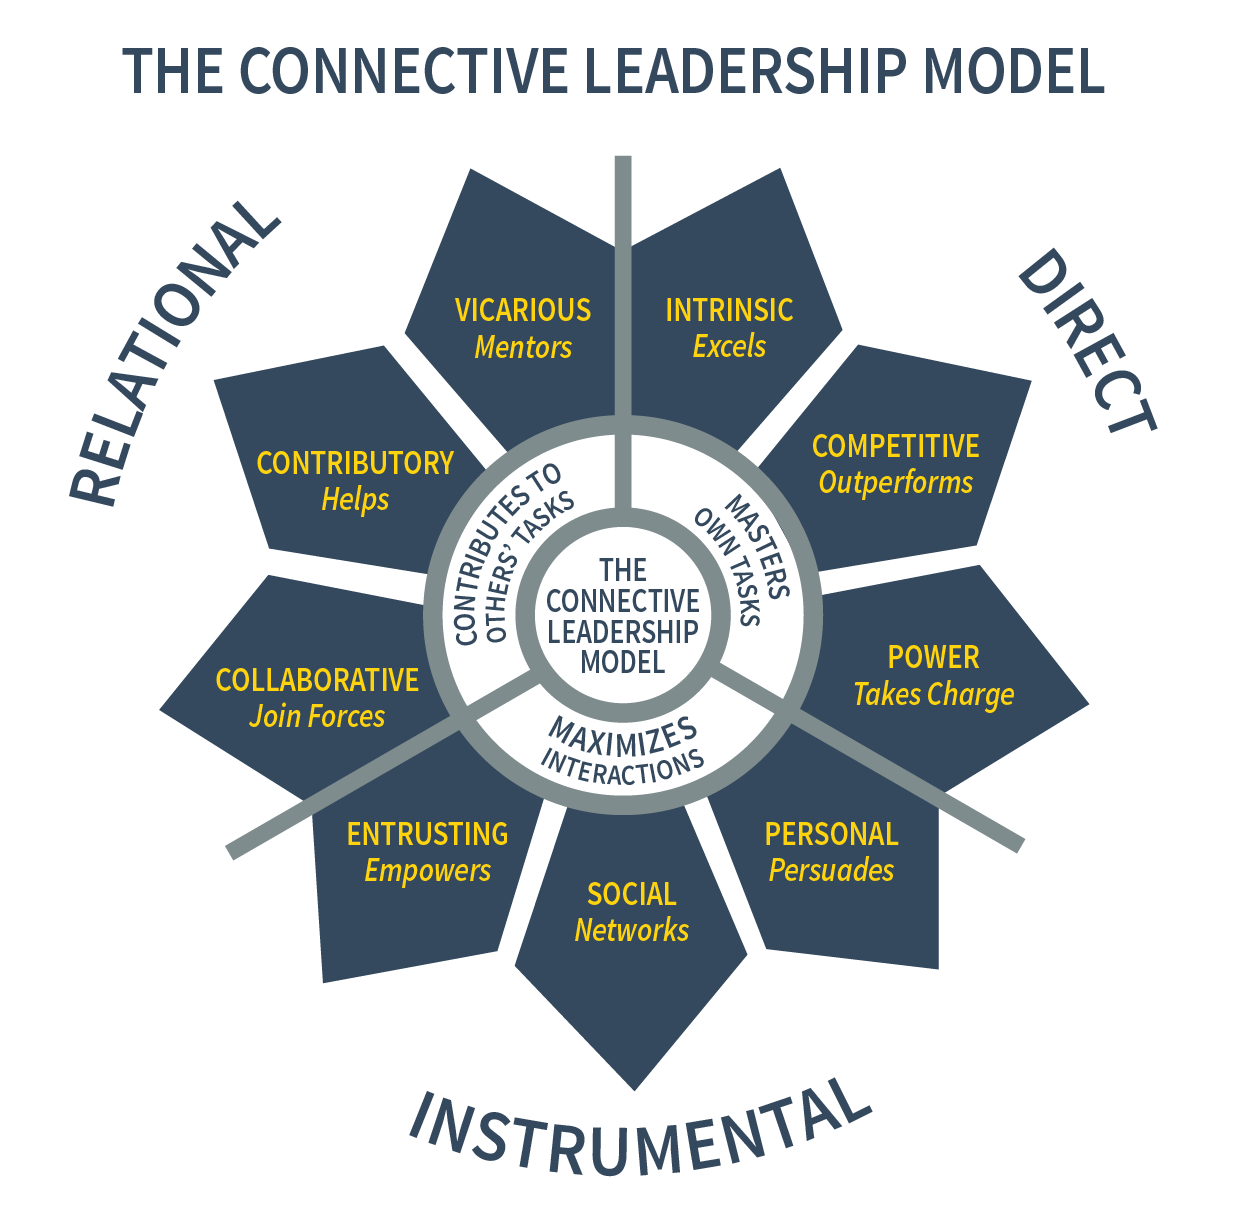 THE CONNECTIVE LEADERSHIP MODEL
RELATIONAL
DIRECT
INSTRUMENTAL
VICARIOUS
Mentors
INTRINSIC
Excels
CONTRIBUTORY
Helps
COMPETITIVE
Outperforms
COLLABORATIVE
Join Forces
POWER
Takes Charge
ENTRUSTING
Empowers
SOCIAL
Networks
PERSONAL
Persuades
CONTRIBUTES TO
OTHERS' TASKS
MASTERS
OWN TASKS
MAXIMIZES
INTERACTIONS
THE
CONNECTIVE
LEADERSHIP
MODEL